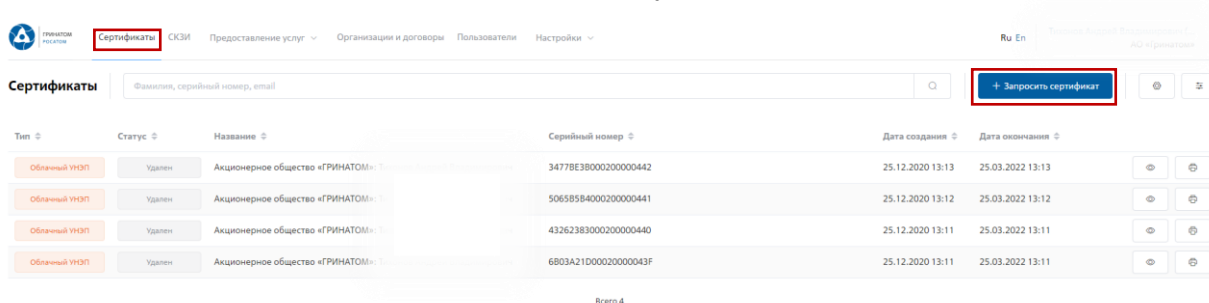 ГРИНАТОМ
РОСАТОМ
Сертификаты СКЗИ Предоставление услуг Организации и договоры Пользователи Настройки Ru En
АО «Гринатом»
Сертификаты Фамилия, серийный номер, email + Запросить сертификат
Тип Статус Название Серийный номер Дата создания Дата окончания
Облачный УНЭП Удален Акционерное общество «ГРИНАТОМ»: 3477BE3B000200000442 25.12.2020 13:13 25.03.2022 13:13
Облачный УНЭП Удален Акционерное общество «ГРИНАТОМ»: 5065B5B4000200000441 25.12.2020 13:12 25.03.2022 13:12
Облачный УНЭП Удален Акционерное общество «ГРИНАТОМ»: 43262383000200000440 25.12.2020 13:11 25.03.2022 13:11
Облачный УНЭП Удален Акционерное общество «ГРИНАТОМ»: 6B03A21D00020000043F 25.12.2020 13:11 25.03.2022 13:11
Всего 4